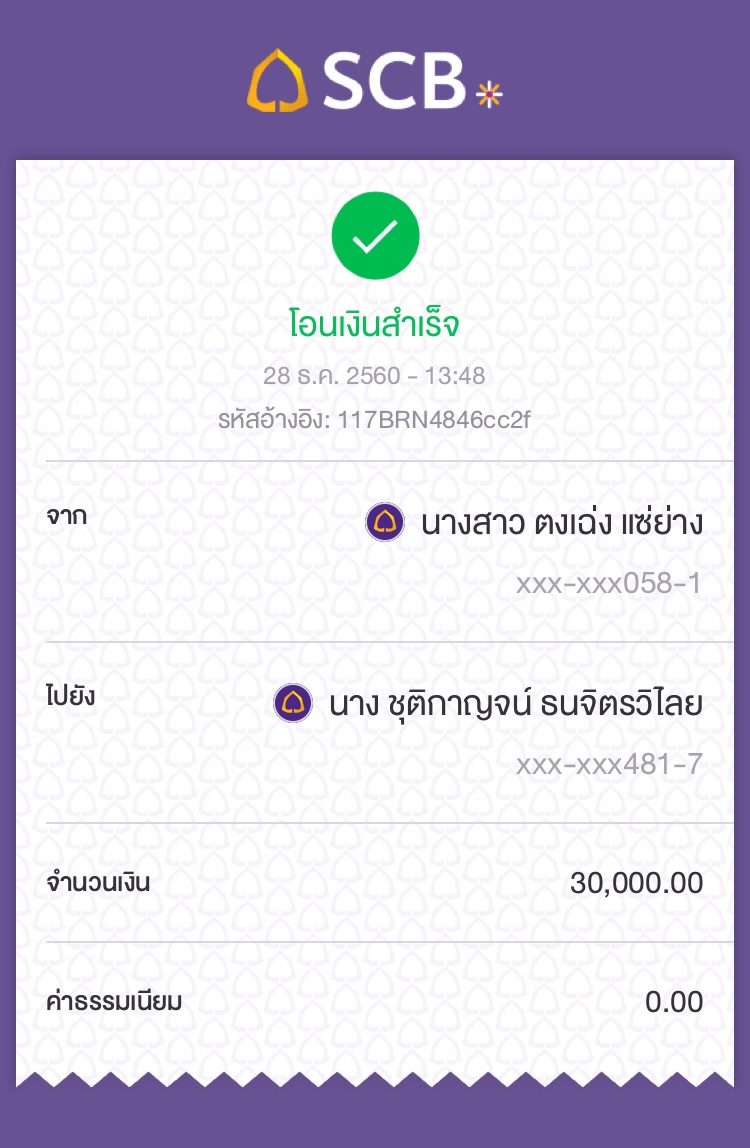 SCB
โอนเงินสำเร็จ
28 ธ.ค. 2560 - 13:48
รหัสอ้างอิง: 117BRN4846cc2f
จาก
นางสาว ตงเฉ่ง แซ่ย่าง
xxx-xxx058-1
ไปยัง
นาง ชุติกาญจน์ ธนจิตรวิไลย
xxx-xxx481-7
จำนวนเงิน
30,000.00
ค่าธรรมเนียม
0.00